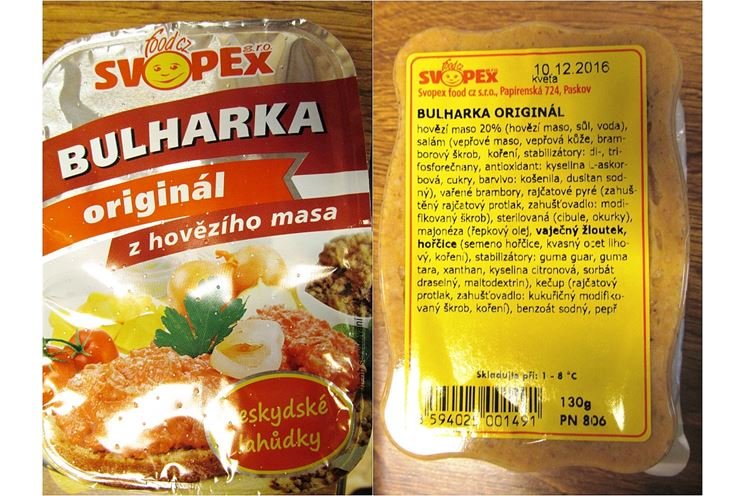 food cz
s.r.o.
SVOPEX
BULHARKA
originál
z hovězího masa
eskydské
ahůdky
food cz
s.r.o.
SVOPEX
10.12.2016
květa
Svopex food cz s.r.o., Papírenská 724, Paskov
BULHARKA ORIGINÁL
hovězí maso 20% (hovězí maso, sůl, voda),
salám (vepřové maso, vepřová kůže, bram-
borový škrob, koření, stabilizátory: di-, tri-
fosforečnany, antioxidant: kyselina L-askor-
bová, cukry, barvivo: košenila, dusitan sod-
ný), vařené brambory, rajčatové pyré (zahuš-
těný rajčatový protlak, zahušťovadlo: modi-
fikovaný škrob), sterilovaná (cibule, okurky),
majonéza (řepkový olej, vaječný žloutek,
hořčice (semeno hořčice, kvasný ocet liho-
vý, koření), stabilizátory: guma guar, guma
tara, xanthan, kyselina citronová, sorbát
draselný, maltodextrin), kečup (rajčatový
protlak, zahušťovadlo: kukuřičný modifiko-
vaný škrob, koření), benzoát sodný, pepř
Skladujte při: 1 - 8 °C
8 594025 001491
130g
PN 806